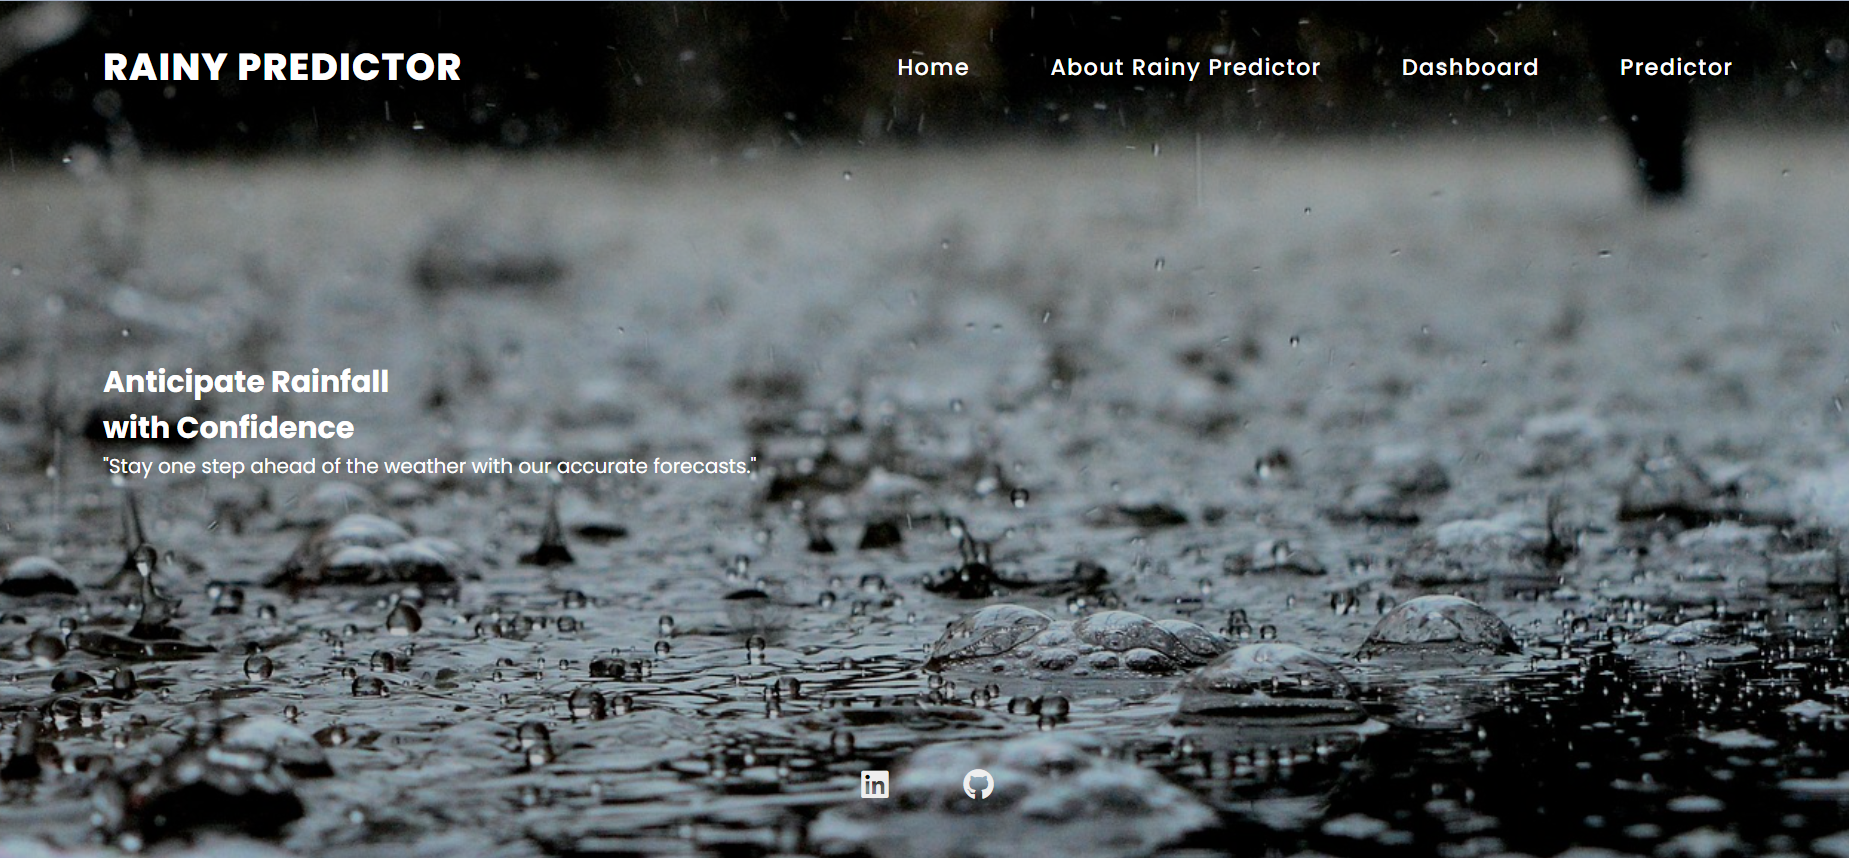 RAINY PREDICTOR
Home About Rainy Predictor Dashboard Predictor
Anticipate Rainfall
with Confidence
"Stay one step ahead of the weather with our accurate forecasts."
in